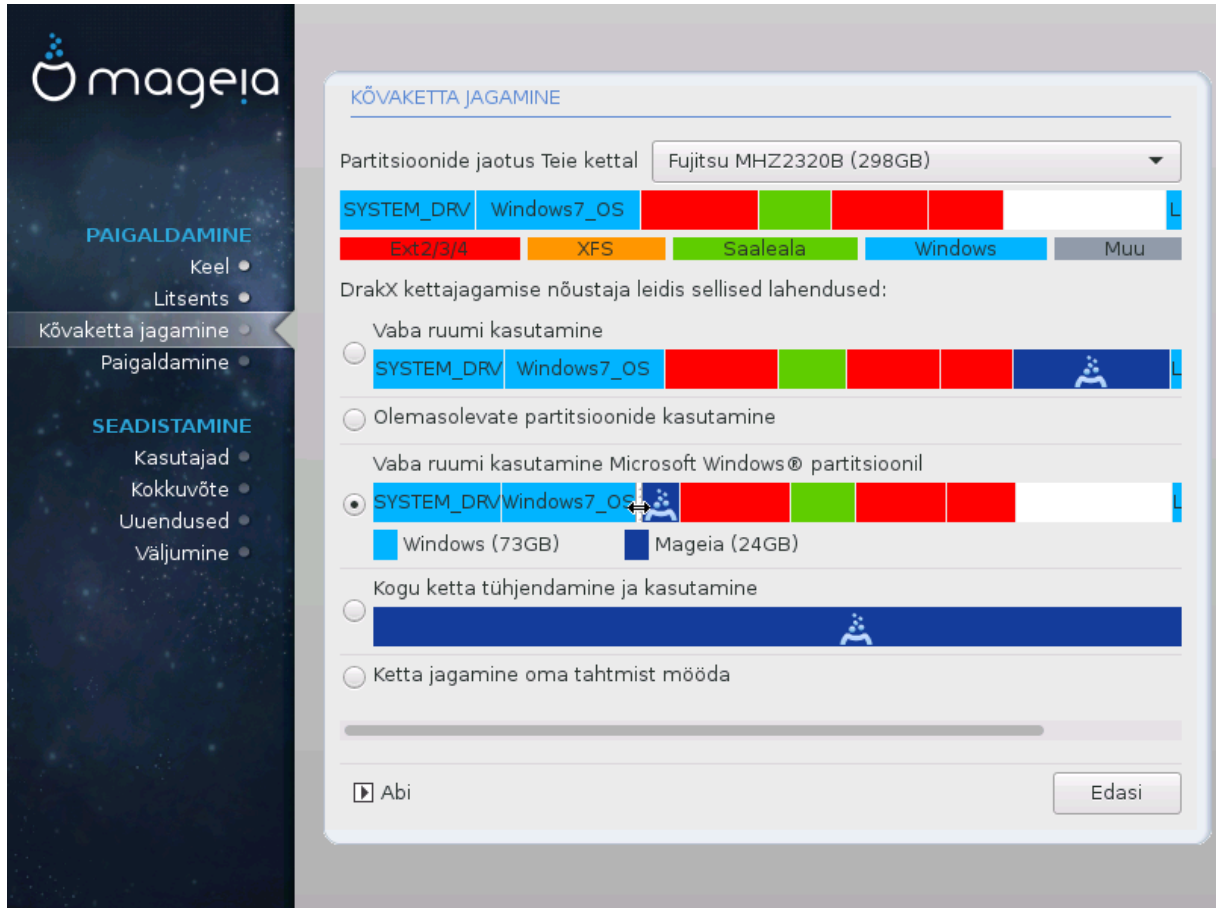 mageia
PAIGALDAMINE
Keel
Litsents
Kõvaketta jagamine
Paigaldamine
SEADISTAMINE
Kasutajad
Kokkuvõte
Uuendused
Väljumine
KÕVAKETTA JAGAMINE
Partitsioonide jaotus Teie kettal Fujitsu MHZ2320B (298GB)
SYSTEM_DRV Windows7_OS L
Ext2/3/4 XFS Saaleala Windows Muu
DrakX kettajagamise nõustaja leidis sellised lahendused:
Vaba ruumi kasutamine
SYSTEM_DRV Windows7_OS L
Olemasolevate partitsioonide kasutamine
Vaba ruumi kasutamine Microsoft Windows® partitsioonil
SYSTEM_DRV Windows7_OS L
Windows (73GB) Mageia (24GB)
Kogu ketta tühjendamine ja kasutamine
Ketta jagamine oma tahtmist mööda
Abi Edasi